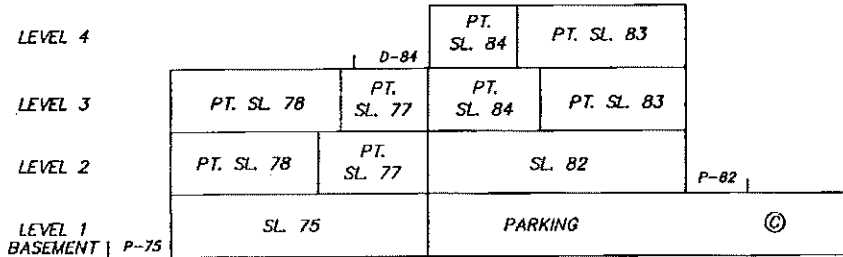 LEVEL 4
PT. SL. 84
PT. SL. 83
D-84
LEVEL 3
PT. SL. 78
PT. SL. 77
PT. SL. 84
PT. SL. 83
LEVEL 2
PT. SL. 78
PT. SL. 77
SL. 82
P-82
LEVEL 1
BASEMENT
P-75
SL. 75
PARKING
©